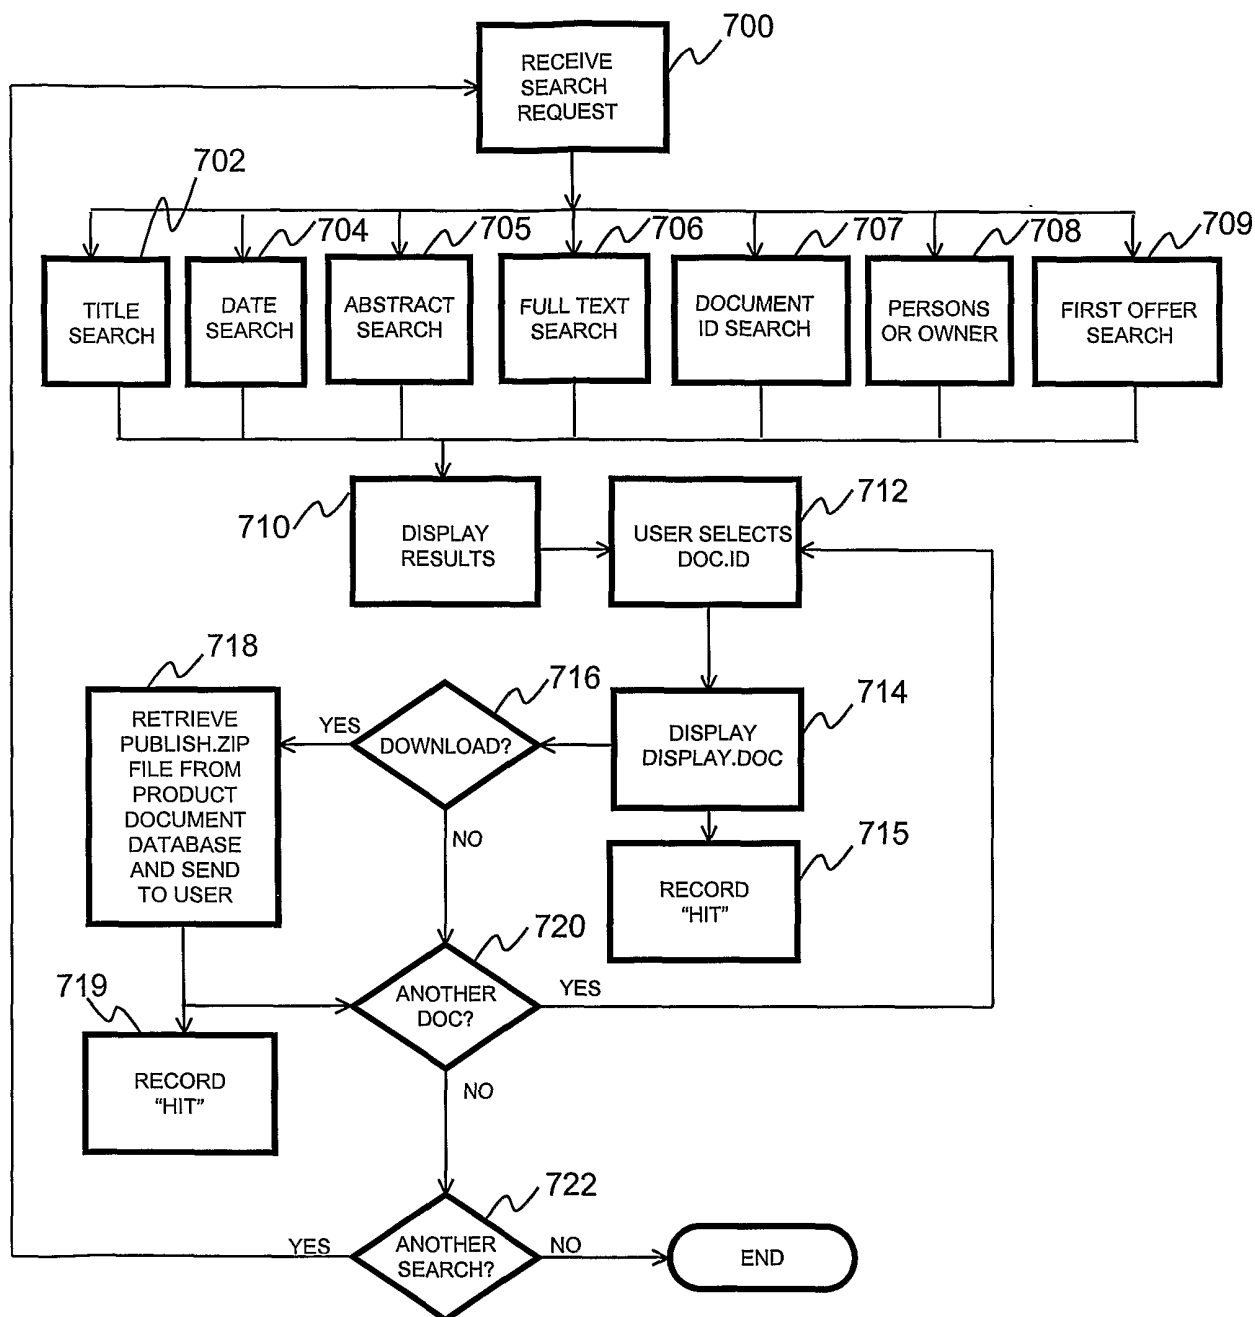 700
RECEIVE
SEARCH
REQUEST
702
704
705
706
707
708
709
TITLE
SEARCH
DATE
SEARCH
ABSTRACT
SEARCH
FULL TEXT
SEARCH
DOCUMENT
ID SEARCH
PERSONS
OR OWNER
FIRST OFFER
SEARCH
710
DISPLAY
RESULTS
712
USER SELECTS
DOC.ID
718
RETRIEVE
PUBLISH.ZIP
FILE FROM
PRODUCT
DOCUMENT
DATABASE
AND SEND
TO USER
YES
716
DOWNLOAD?
NO
714
DISPLAY
DISPLAY.DOC
715
RECORD
“HIT”
719
RECORD
“HIT”
720
ANOTHER
DOC?
YES
NO
722
YES
ANOTHER
SEARCH?
NO
END